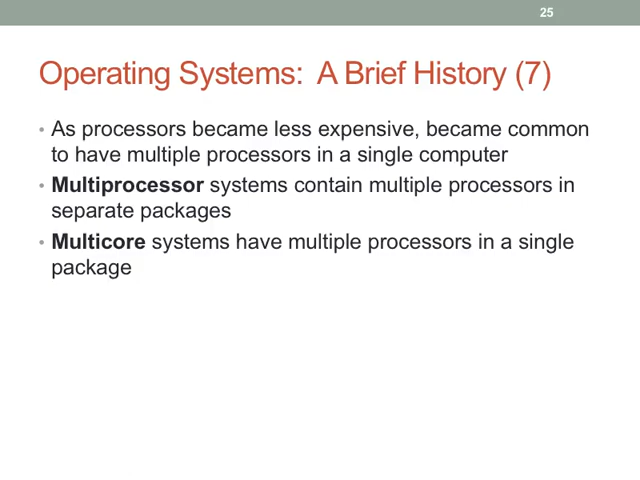 25
Operating Systems:  A Brief History (7)
• As processors became less expensive, became common
to have multiple processors in a single computer
• Multiprocessor systems contain multiple processors in
separate packages
• Multicore systems have multiple processors in a single
package